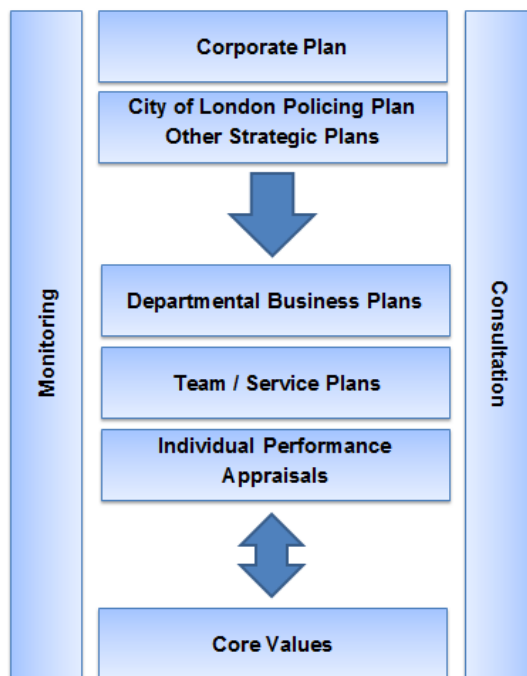 Corporate Plan
City of London Policing Plan
Other Strategic Plans
Departmental Business Plans
Team / Service Plans
Individual Performance
Appraisals
Core Values
Monitoring
Consultation